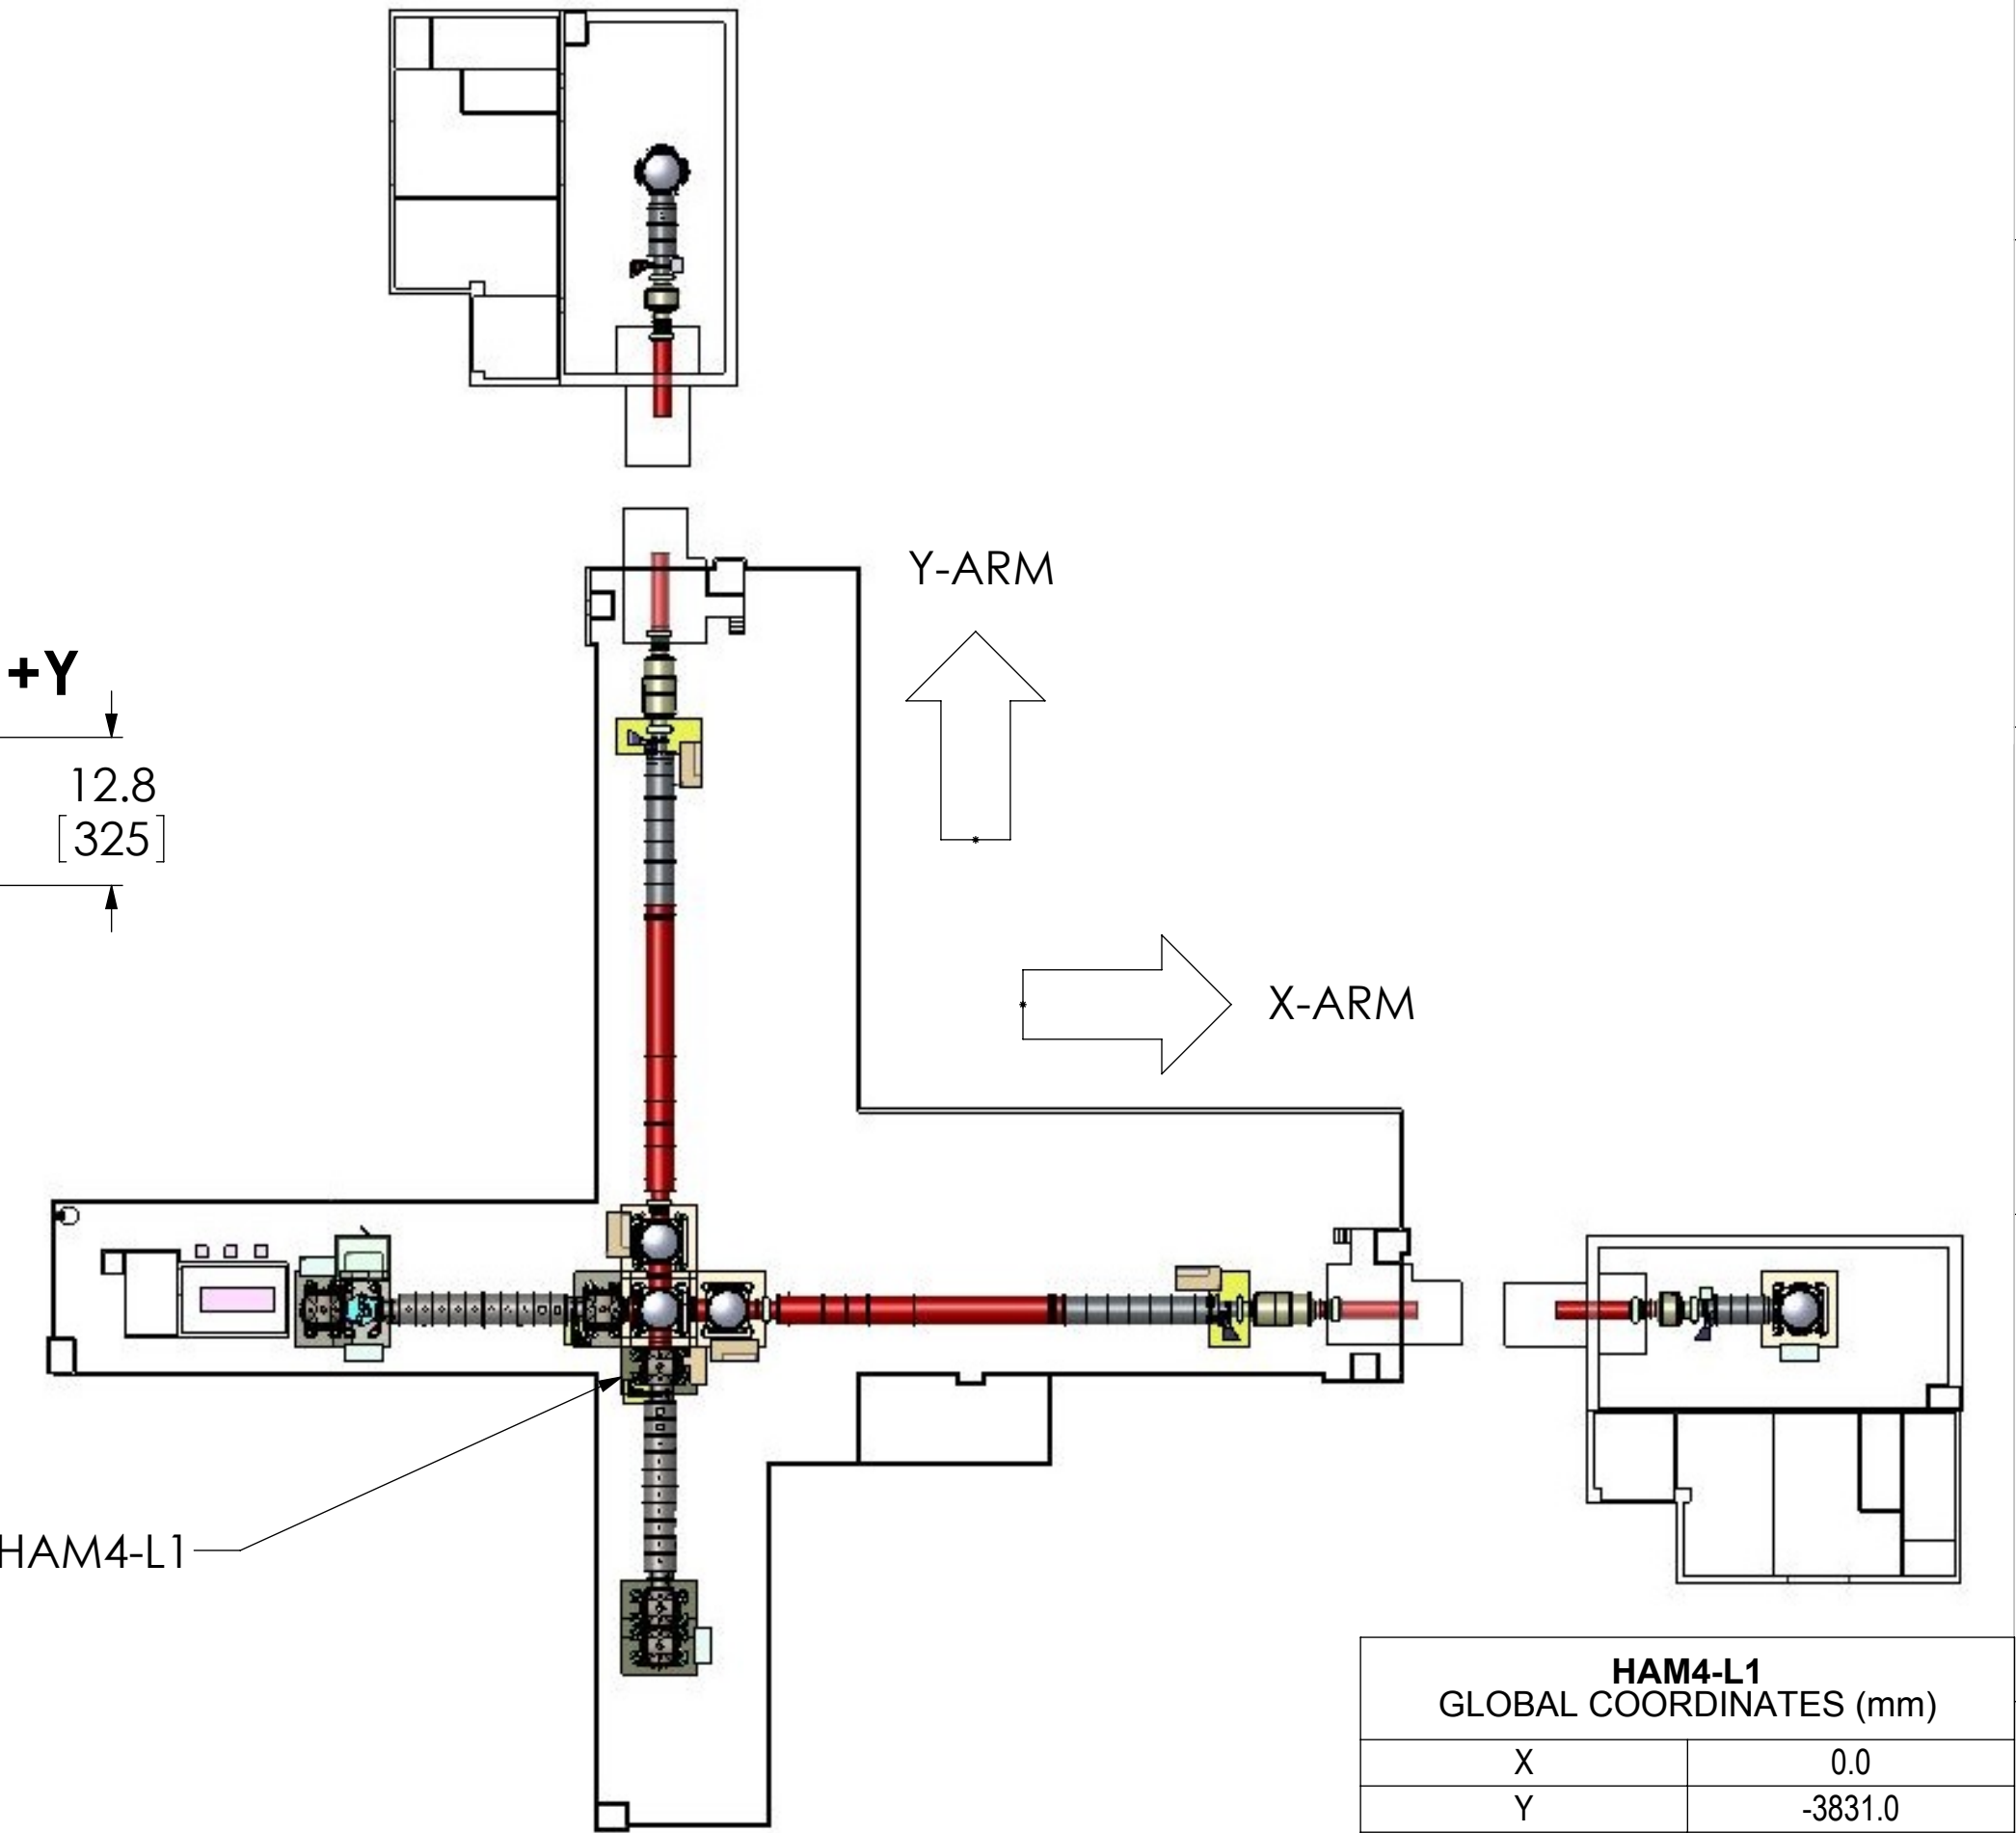 Y-ARM
+Y
12.8
[325]
X-ARM
HAM4-L1
HAM4-L1
GLOBAL COORDINATES (mm)
X 0.0
Y -3831.0